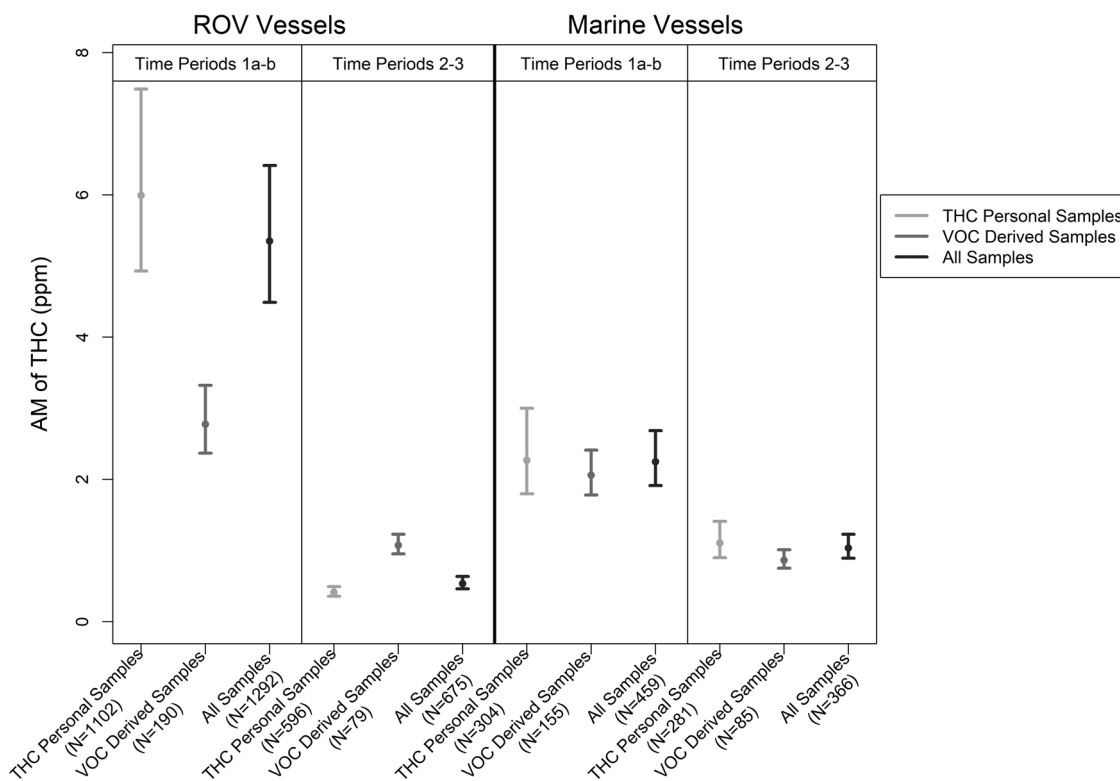 ROV Vessels
Marine Vessels
Time Periods 1a-b
Time Periods 2-3
Time Periods 1a-b
Time Periods 2-3
AM of THC (ppm)
8
6
4
2
0
THC Personal Samples
VOC Derived Samples
All Samples
THC Personal Samples
(N=1102)
VOC Derived Samples
(N=190)
All Samples
(N=1292)
THC Personal Samples
(N=596)
VOC Derived Samples
(N=79)
All Samples
(N=675)
THC Personal Samples
(N=304)
VOC Derived Samples
(N=155)
All Samples
(N=459)
THC Personal Samples
(N=281)
VOC Derived Samples
(N=85)
All Samples
(N=366)